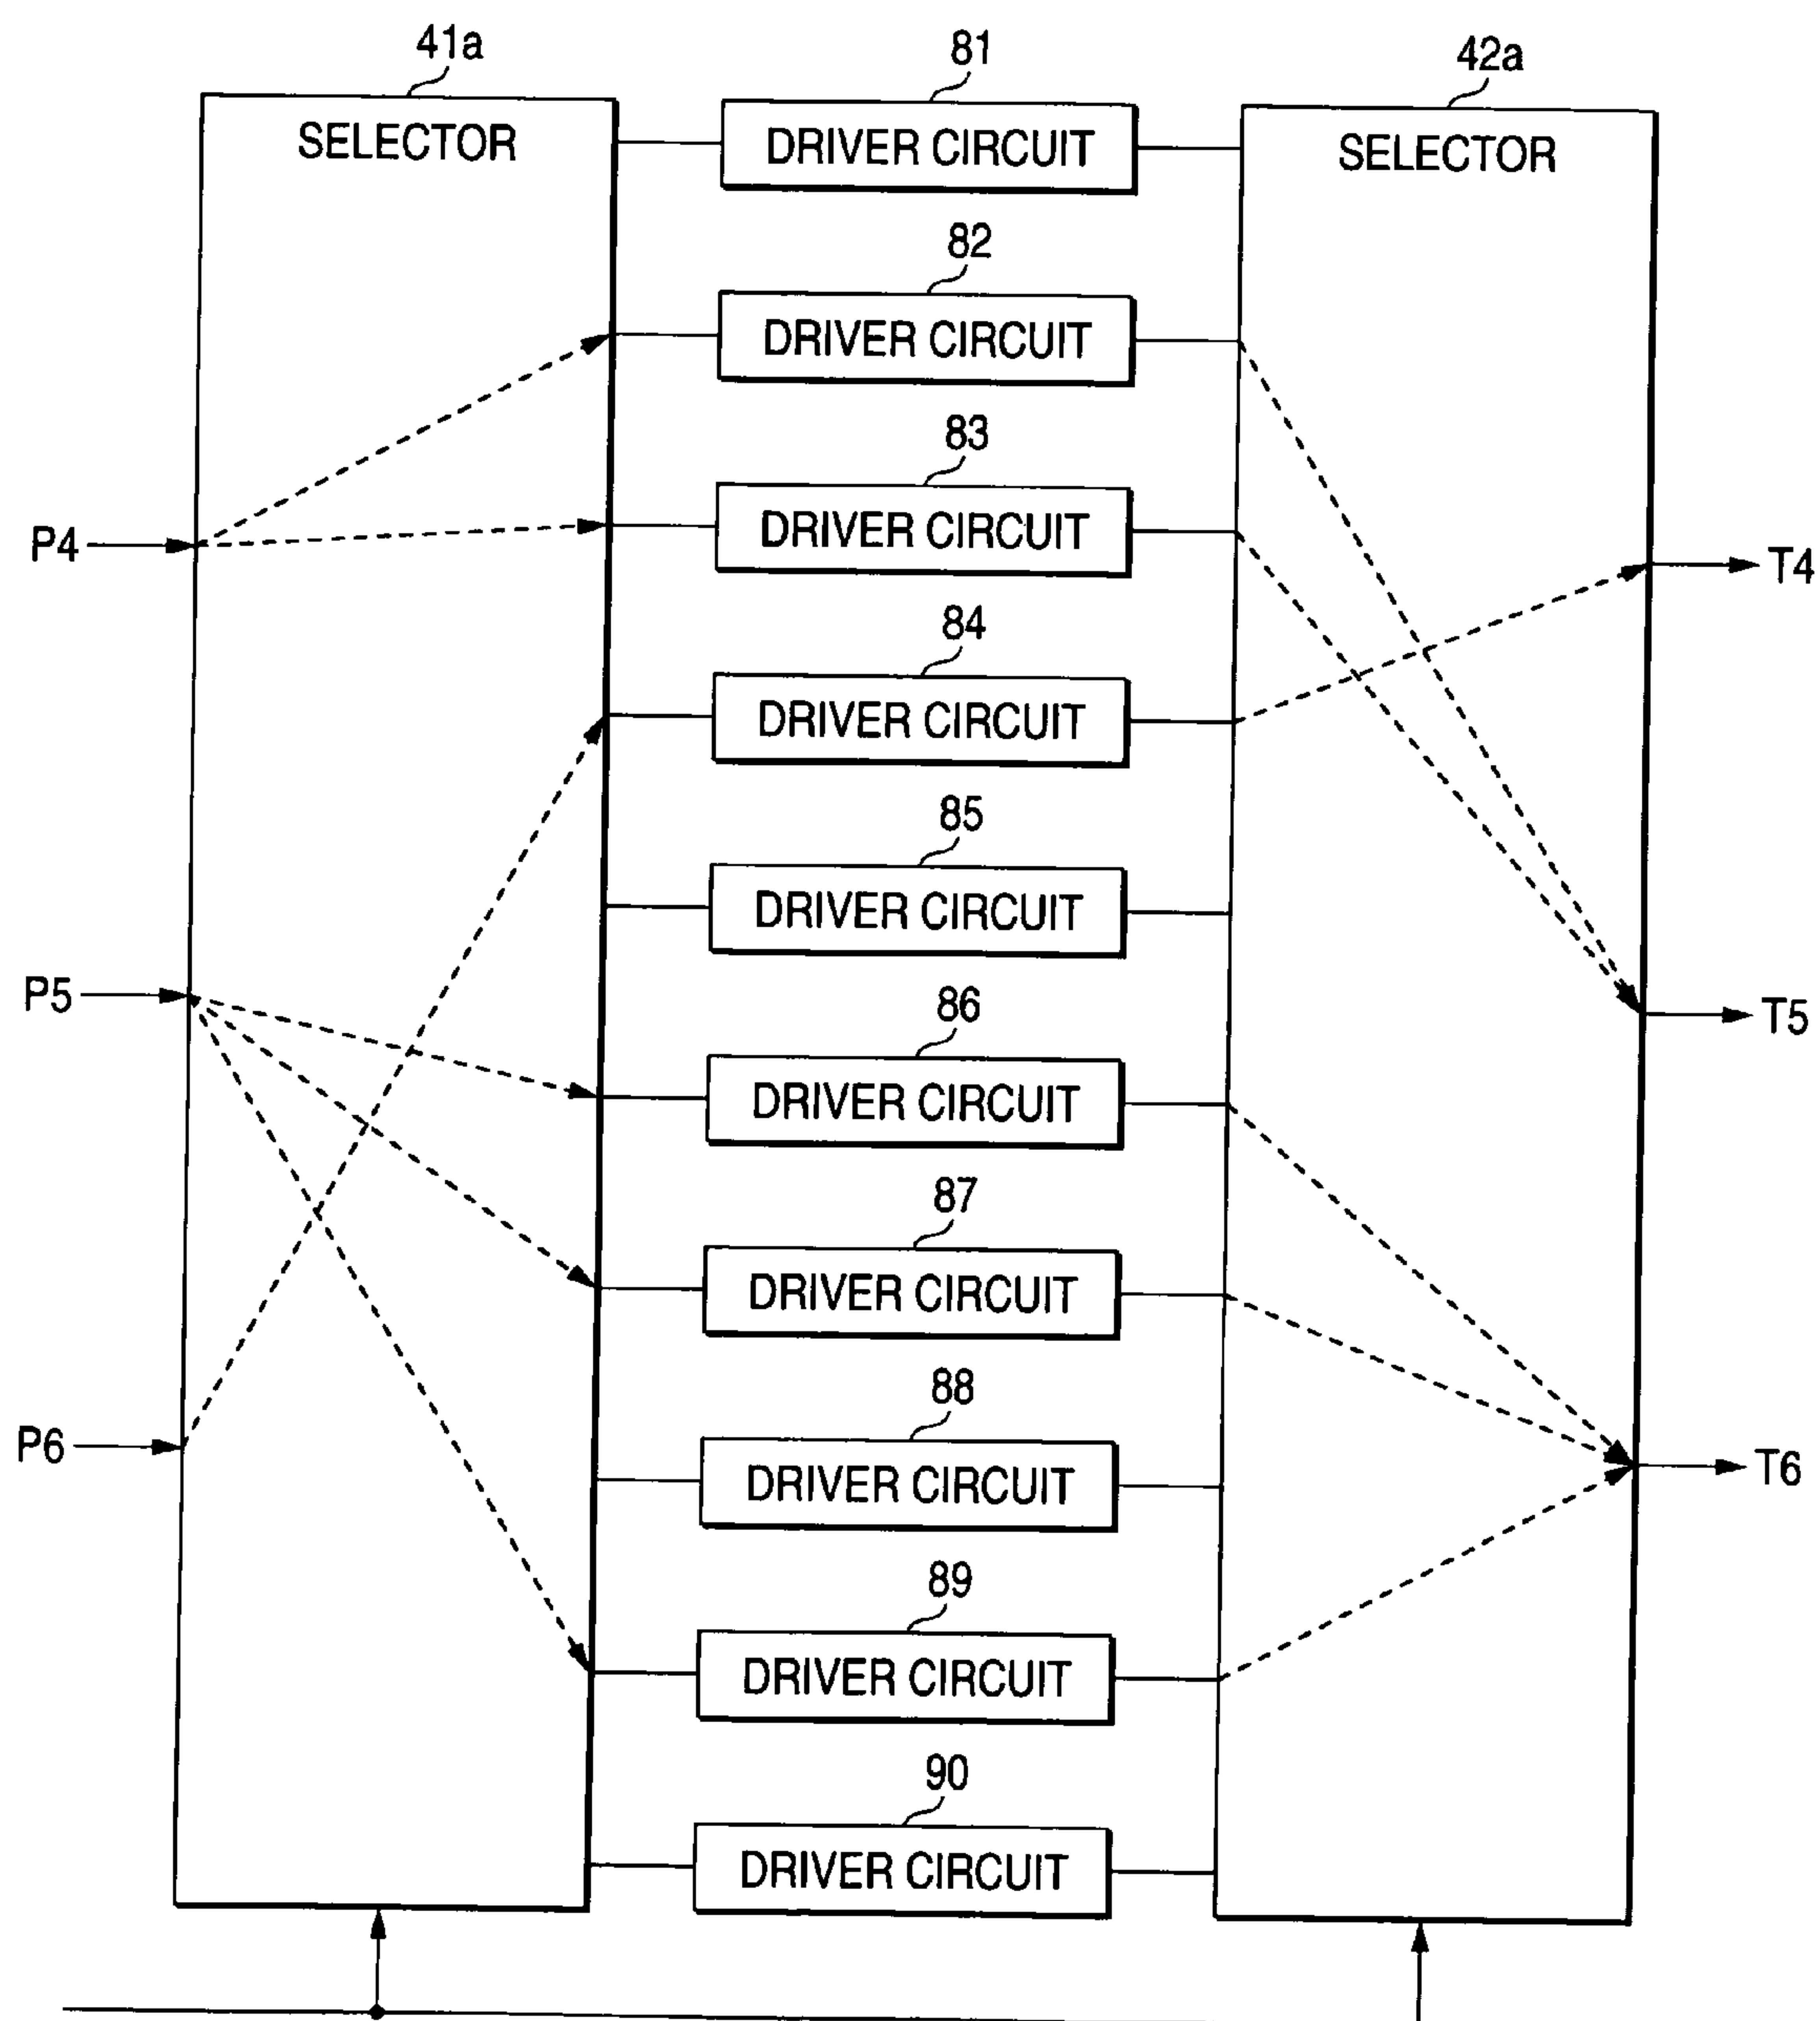 41a
81
42a
SELECTOR
DRIVER CIRCUIT
SELECTOR
82
DRIVER CIRCUIT
83
P4
DRIVER CIRCUIT
T4
84
DRIVER CIRCUIT
85
DRIVER CIRCUIT
P5
T5
86
DRIVER CIRCUIT
87
DRIVER CIRCUIT
88
P6
DRIVER CIRCUIT
T6
89
DRIVER CIRCUIT
90
DRIVER CIRCUIT